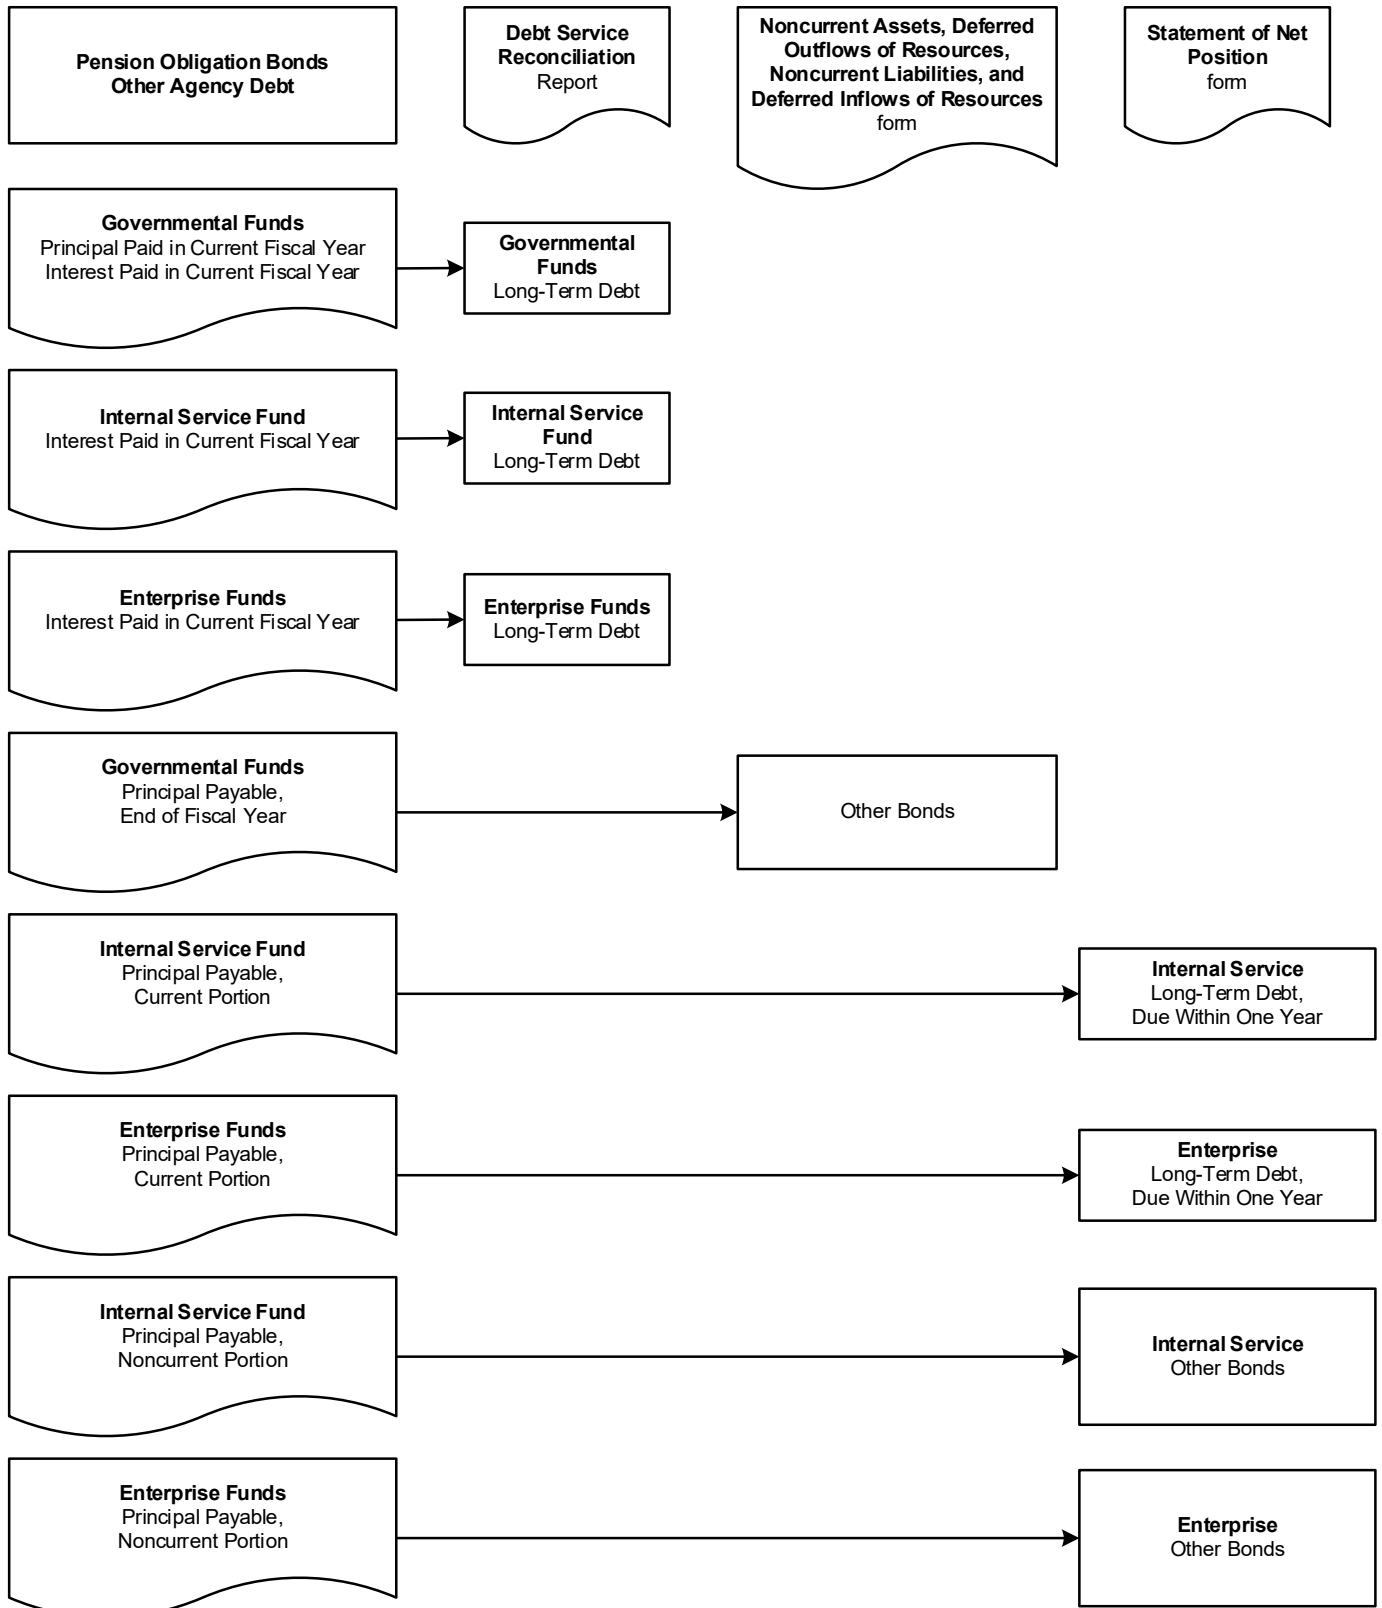 Pension Obligation Bonds
Other Agency Debt
Debt Service
Reconciliation
Report
Noncurrent Assets, Deferred
Outflows of Resources,
Noncurrent Liabilities, and
Deferred Inflows of Resources
form
Statement of Net
Position
form
Governmental Funds
Principal Paid in Current Fiscal Year
Interest Paid in Current Fiscal Year
Governmental
Funds
Long-Term Debt
Internal Service Fund
Interest Paid in Current Fiscal Year
Internal Service
Fund
Long-Term Debt
Enterprise Funds
Interest Paid in Current Fiscal Year
Enterprise Funds
Long-Term Debt
Governmental Funds
Principal Payable,
End of Fiscal Year
Other Bonds
Internal Service Fund
Principal Payable,
Current Portion
Internal Service
Long-Term Debt,
Due Within One Year
Enterprise Funds
Principal Payable,
Current Portion
Enterprise
Long-Term Debt,
Due Within One Year
Internal Service Fund
Principal Payable,
Noncurrent Portion
Internal Service
Other Bonds
Enterprise Funds
Principal Payable,
Noncurrent Portion
Enterprise
Other Bonds